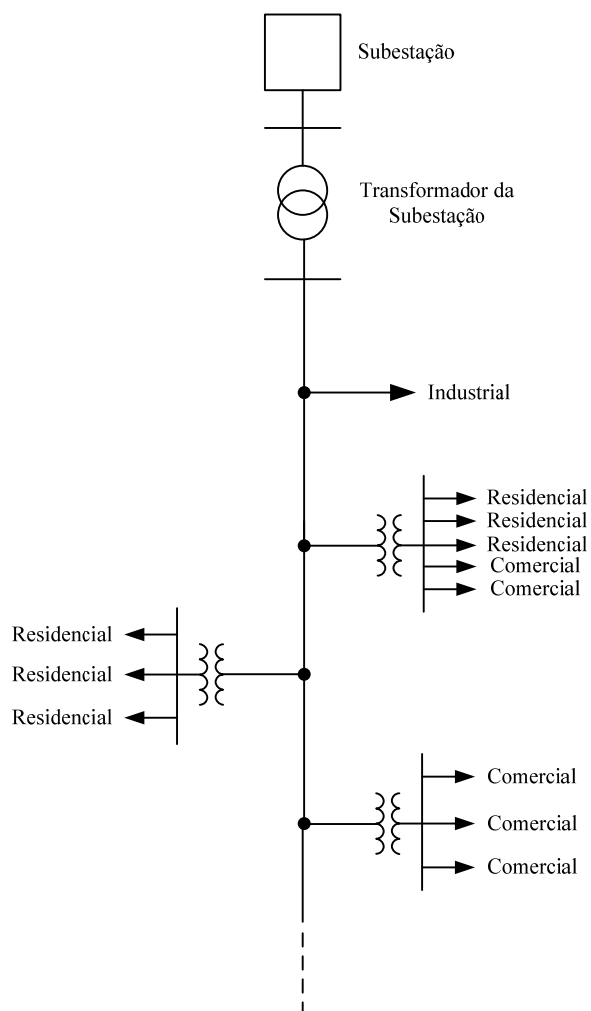 Subestação
Transformador da
Subestação
Industrial
Residencial
Residencial
Residencial
Comercial
Comercial
Residencial
Residencial
Residencial
Comercial
Comercial
Comercial